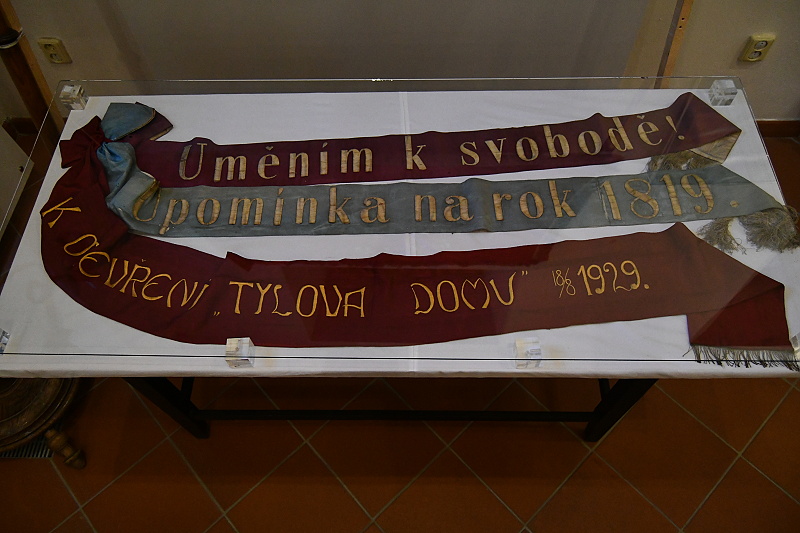 Uměním k svobodě!
Upomínka na rok 1819.
K OTEVŘENÍ „TYLOVA DOMU" 18/8 1929.